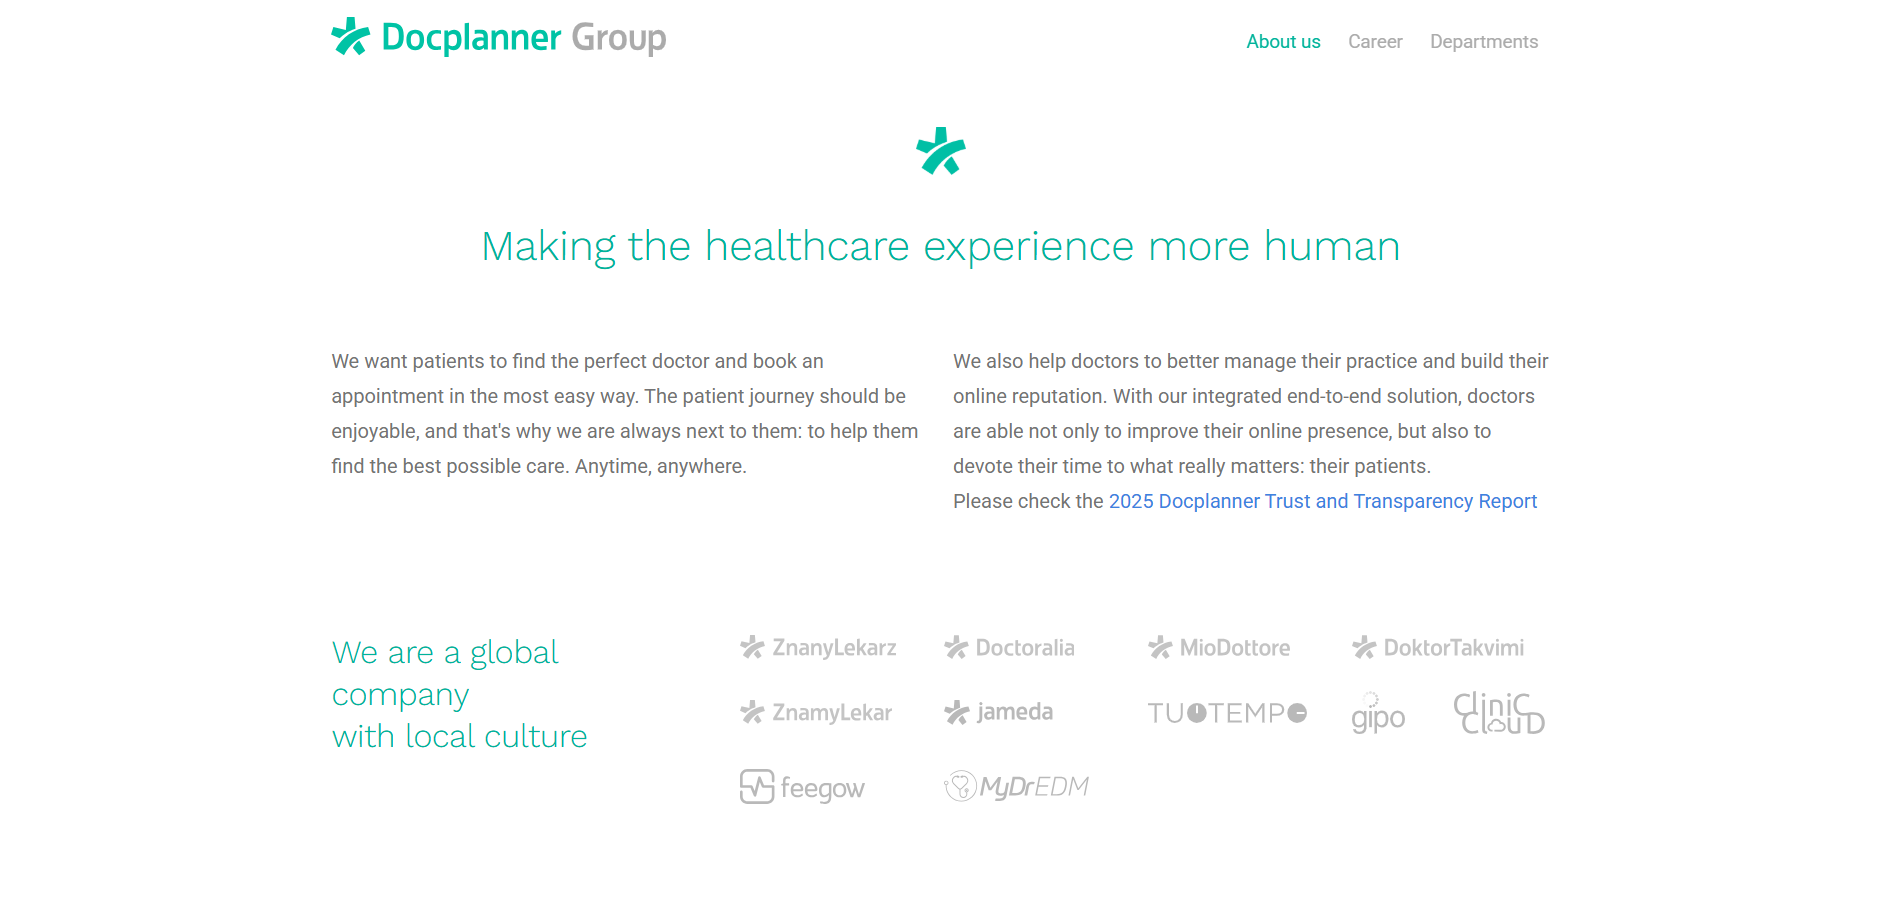 Docplanner Group
About us Career Departments
Making the healthcare experience more human
We want patients to find the perfect doctor and book an
appointment in the most easy way. The patient journey should be
enjoyable, and that's why we are always next to them: to help them
find the best possible care. Anytime, anywhere.
We also help doctors to better manage their practice and build their
online reputation. With our integrated end-to-end solution, doctors
are able not only to improve their online presence, but also to
devote their time to what really matters: their patients.
Please check the 2025 Docplanner Trust and Transparency Report
We are a global
company
with local culture
ZnanyLekarz Doctoralia MioDottore DoktorTakvimi
ZnamyLekar jameda TUOTEMPO gipo CliniC ClouD
feegow MyDrEDM